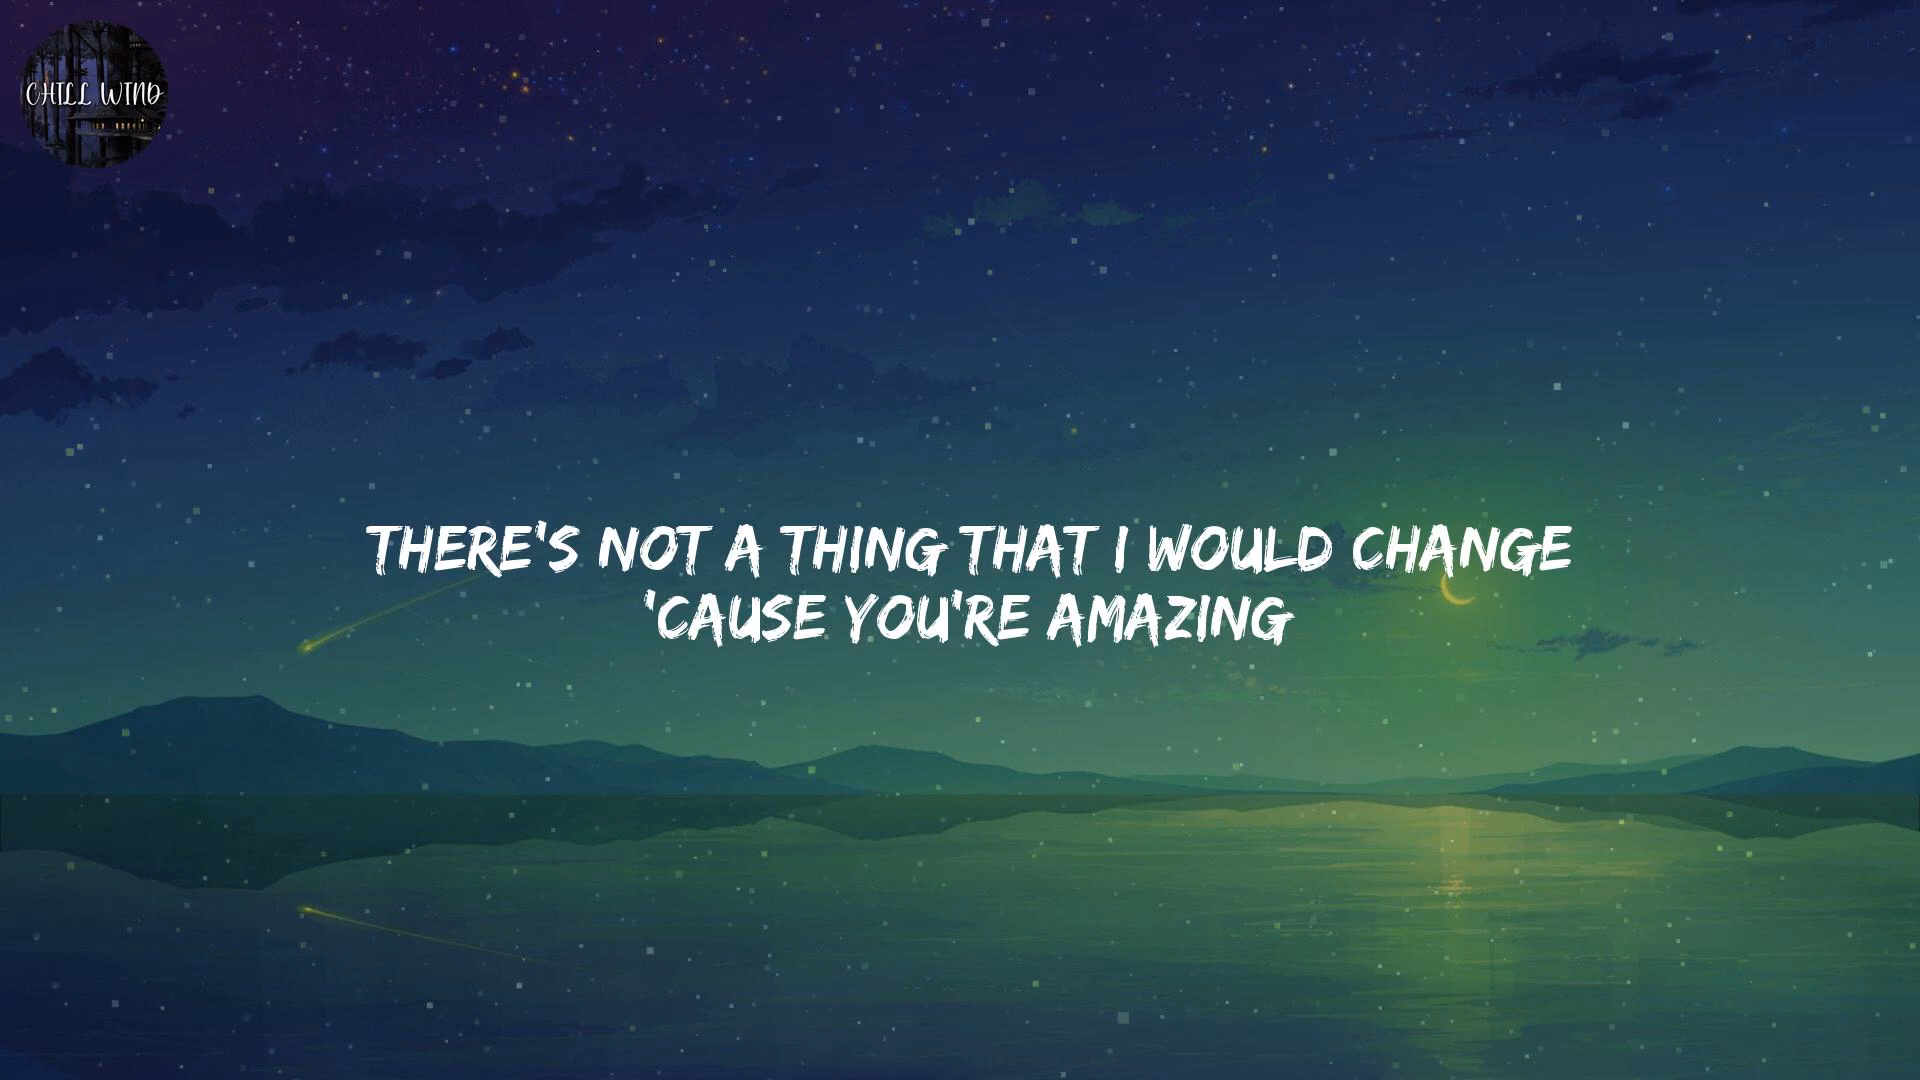 CHILL WIND
THERE'S NOT A THING THAT I WOULD CHANGE
'CAUSE YOU'RE AMAZING